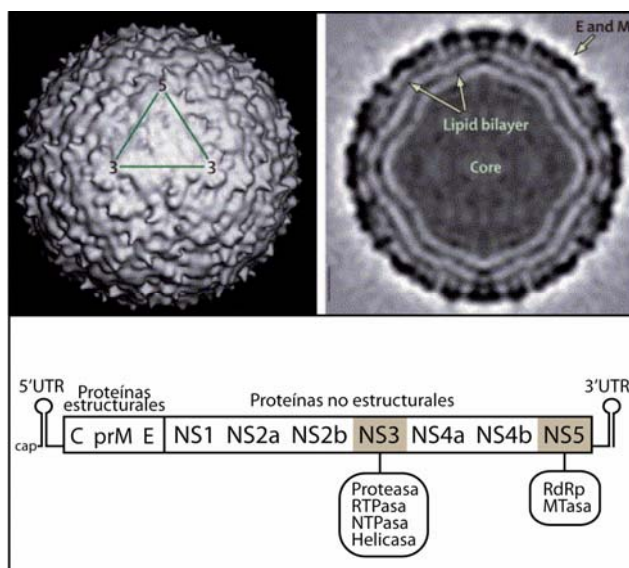 5
3 3
E and M
Lipid bilayer
Core
5'UTR
Proteínas
estructurales
Proteínas no estructurales
3'UTR
cap
C prM E NS1 NS2a NS2b NS3 NS4a NS4b NS5
Proteasa
RTPasa
NTPasa
Helicasa
RdRp
MTasa